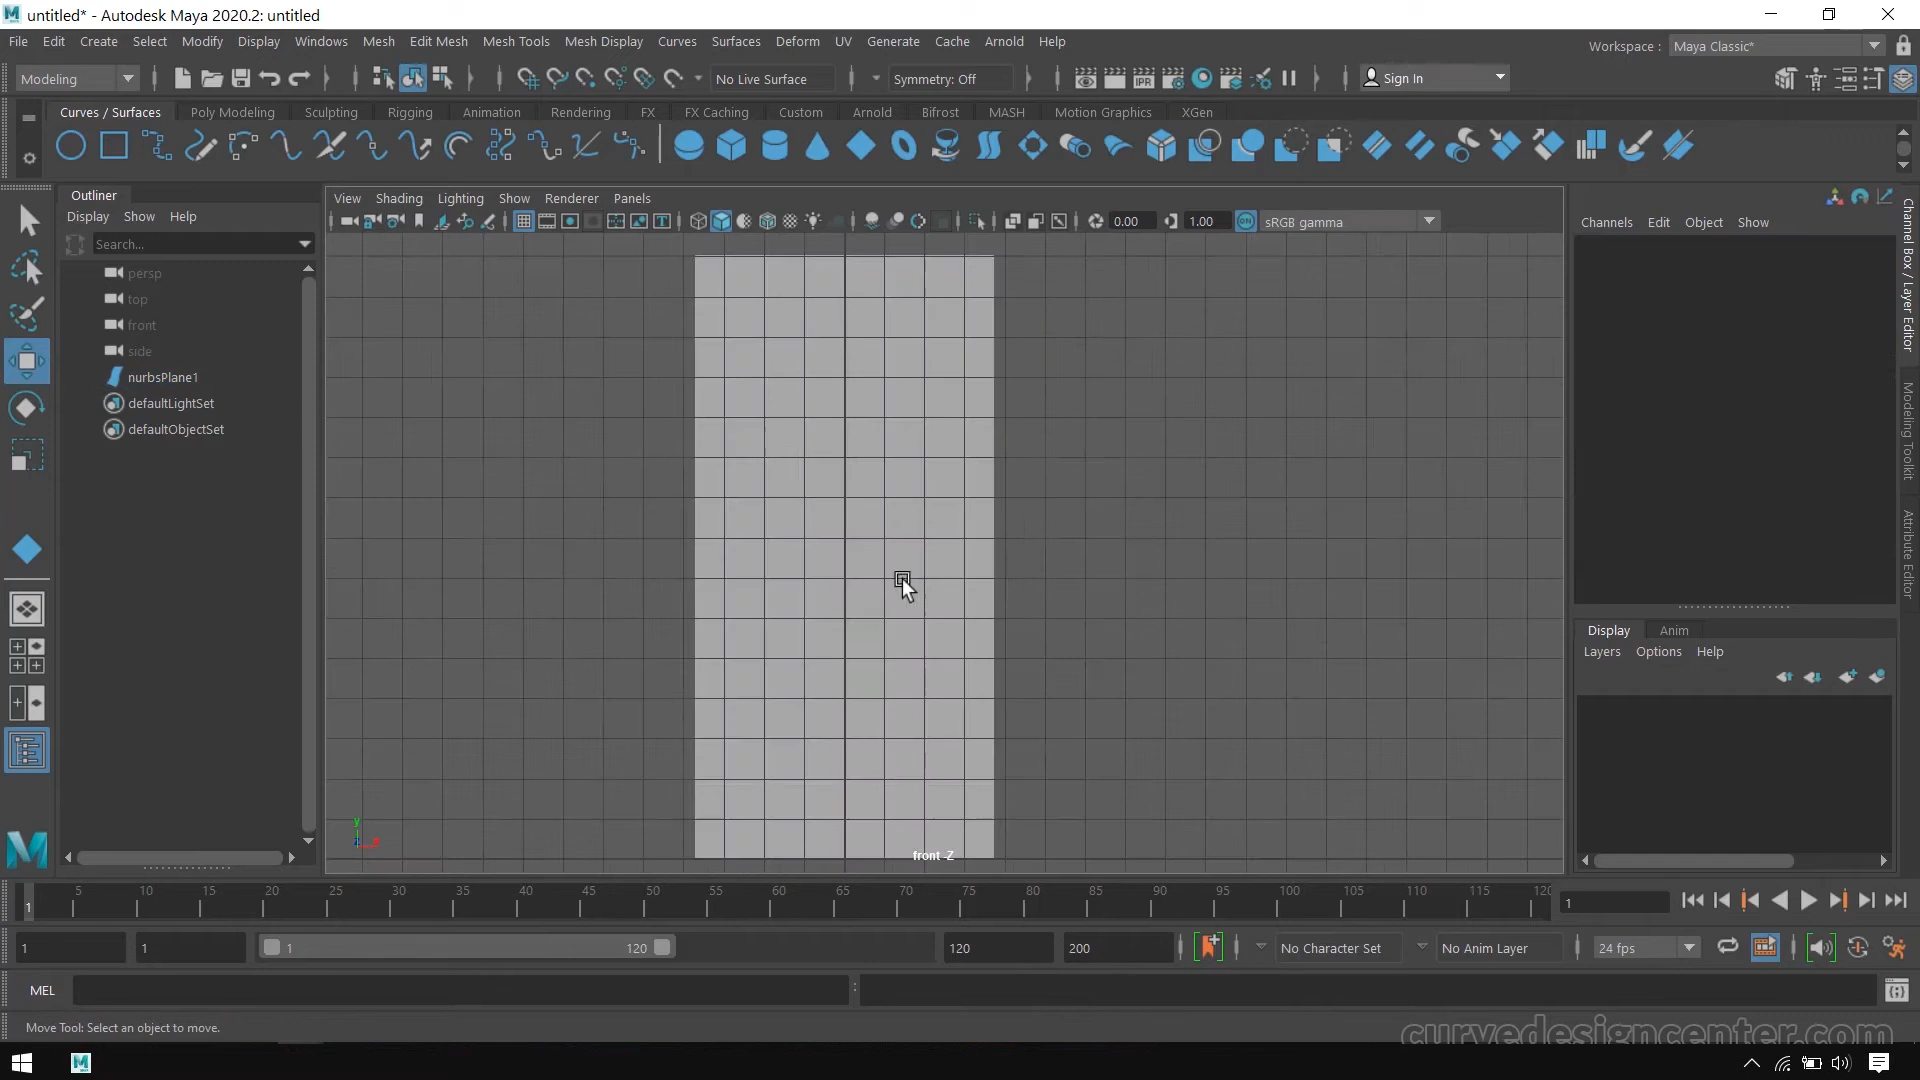 untitled* - Autodesk Maya 2020.2: untitled
File Edit Create Select Modify Display Windows Mesh Edit Mesh Mesh Tools Mesh Display Curves Surfaces Deform UV Generate Cache Arnold Help
Workspace : Maya Classic*
Modeling No Live Surface Symmetry: Off IPR Sign In
Curves / Surfaces Poly Modeling Sculpting Rigging Animation Rendering FX FX Caching Custom Arnold Bifrost MASH Motion Graphics XGen
Outliner
Display Show Help
Search...
persp
top
front
side
nurbsPlane1
defaultLightSet
defaultObjectSet
View Shading Lighting Show Renderer Panels
0.00 1.00 ON sRGB gamma
y
z x
front -Z
Channels Edit Object Show
Channel Box / Layer Editor
Modeling Toolkit
Attribute Editor
Display Anim
Layers Options Help
1 5 10 15 20 25 30 35 40 45 50 55 60 65 70 75 80 85 90 95 100 105 110 115 120
1
1 1 1 120 120 200 No Character Set No Anim Layer 24 fps
MEL :
Move Tool: Select an object to move.
curvedesigncenter.com